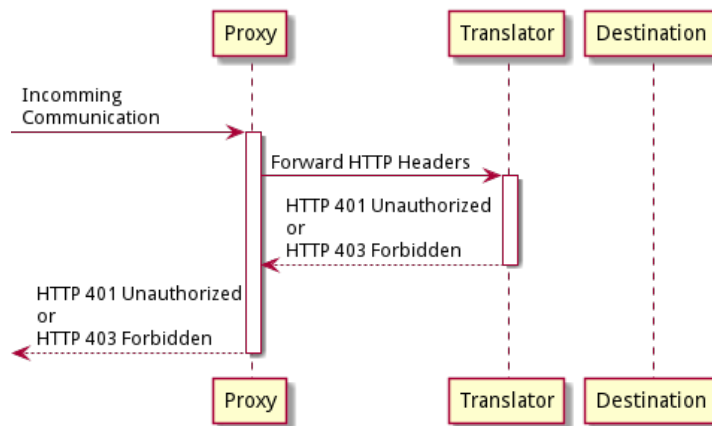 Proxy
Translator
Destination
Incomming
Communication
Forward HTTP Headers
HTTP 401 Unauthorized
or
HTTP 403 Forbidden
HTTP 401 Unauthorized
or
HTTP 403 Forbidden
Proxy
Translator
Destination